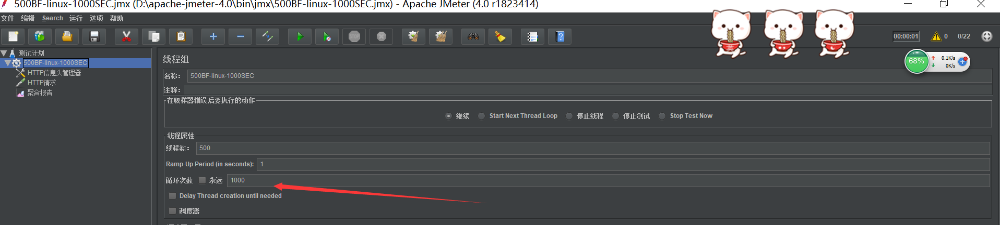 500BF-linux-1000SEC.jmx (D:\apache-jmeter-4.0\bin\jmx\500BF-linux-1000SEC.jmx) - Apache JMeter (4.0 r1823414)
文件 编辑 Search 运行 选项 帮助
STOP
00:00:01 0 0/22
测试计划
500BF-linux-1000SEC
HTTP信息头管理器
HTTP请求
聚合报告
线程组
名称： 500BF-linux-1000SEC
注释：
在取样器错误后要执行的动作
继续 Start Next Thread Loop 停止线程 停止测试 Stop Test Now
线程属性
线程数： 500
Ramp-Up Period (in seconds): 1
循环次数 永远 1000
Delay Thread creation until needed
调度器
英
68% 0.1K/s
0K/s